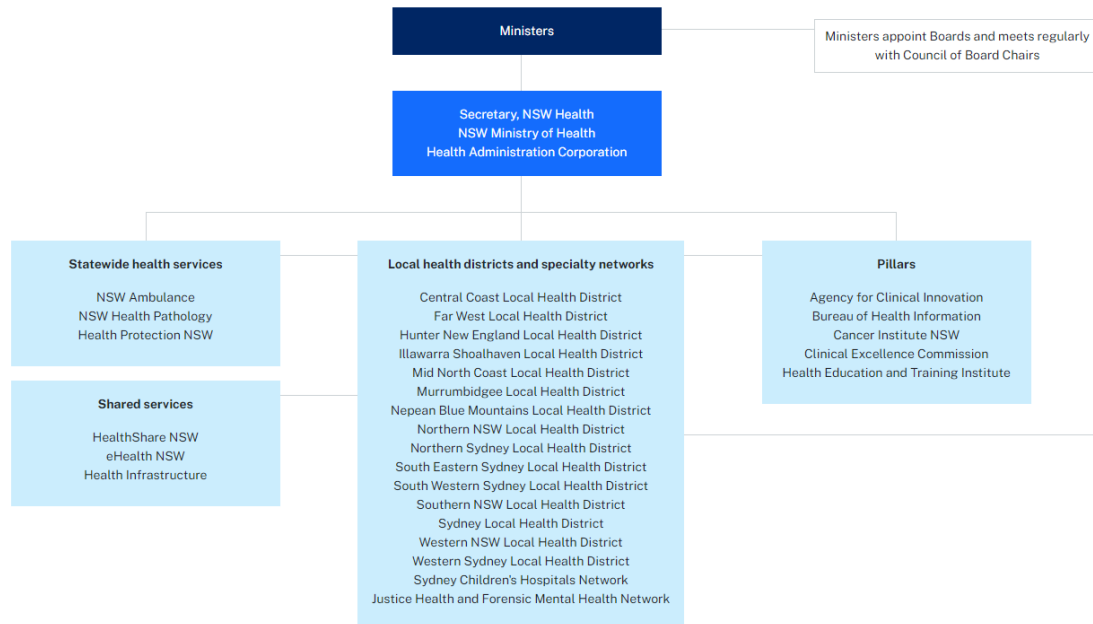 Ministers
Ministers appoint Boards and meets regularly
with Council of Board Chairs
Secretary, NSW Health
NSW Ministry of Health
Health Administration Corporation
Statewide health services
NSW Ambulance
NSW Health Pathology
Health Protection NSW
Shared services
HealthShare NSW
eHealth NSW
Health Infrastructure
Local health districts and specialty networks
Central Coast Local Health District
Far West Local Health District
Hunter New England Local Health District
Illawarra Shoalhaven Local Health District
Mid North Coast Local Health District
Murrumbidgee Local Health District
Nepean Blue Mountains Local Health District
Northern NSW Local Health District
Northern Sydney Local Health District
South Eastern Sydney Local Health District
South Western Sydney Local Health District
Southern NSW Local Health District
Sydney Local Health District
Western NSW Local Health District
Western Sydney Local Health District
Sydney Children's Hospitals Network
Justice Health and Forensic Mental Health Network
Pillars
Agency for Clinical Innovation
Bureau of Health Information
Cancer Institute NSW
Clinical Excellence Commission
Health Education and Training Institute